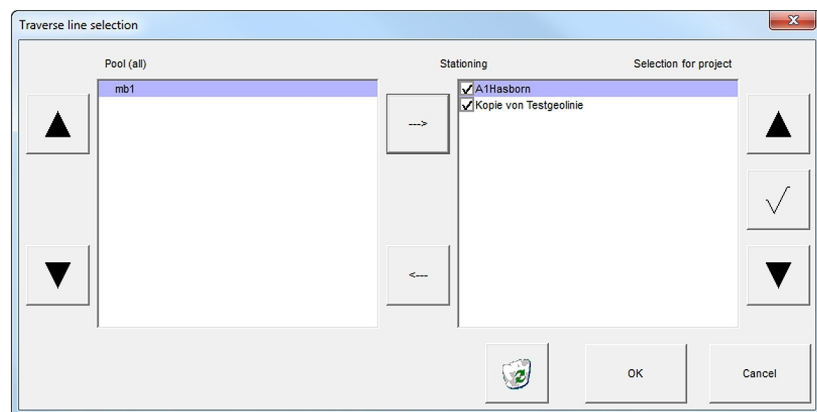 Traverse line selection
Pool (all)
Stationing
Selection for project
mb1
A1Hasborn
Kopie von Testgeolinie
--->
<---
OK
Cancel